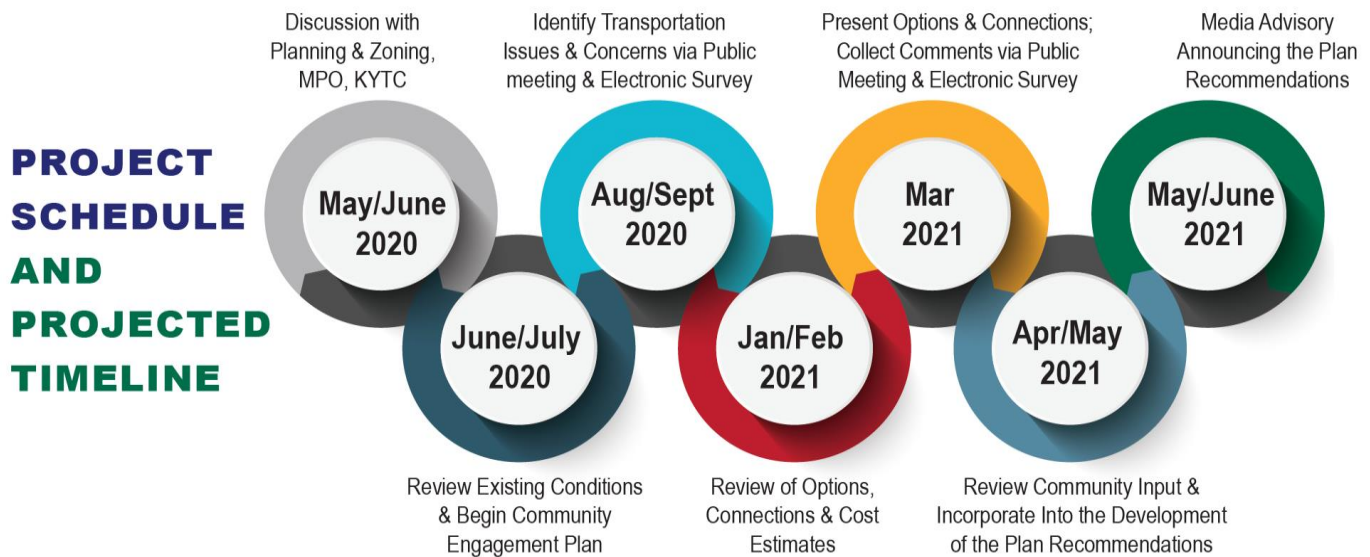 PROJECT
SCHEDULE
AND
PROJECTED
TIMELINE
Discussion with
Planning & Zoning,
MPO, KYTC
May/June
2020
June/July
2020
Review Existing Conditions
& Begin Community
Engagement Plan
Identify Transportation
Issues & Concerns via Public
meeting & Electronic Survey
Aug/Sept
2020
Jan/Feb
2021
Review of Options,
Connections & Cost
Estimates
Present Options & Connections;
Collect Comments via Public
Meeting & Electronic Survey
Mar
2021
Apr/May
2021
Review Community Input &
Incorporate Into the Development
of the Plan Recommendations
Media Advisory
Announcing the Plan
Recommendations
May/June
2021